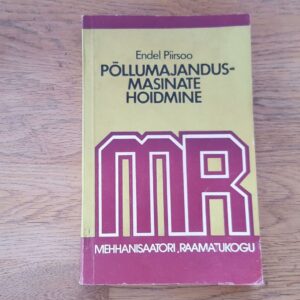 Endel Piirsoo
PÕLLUMAJANDUS-
MASINATE
HOIDMINE
MR
MEHHANISAATORI RAAMATUKOGU